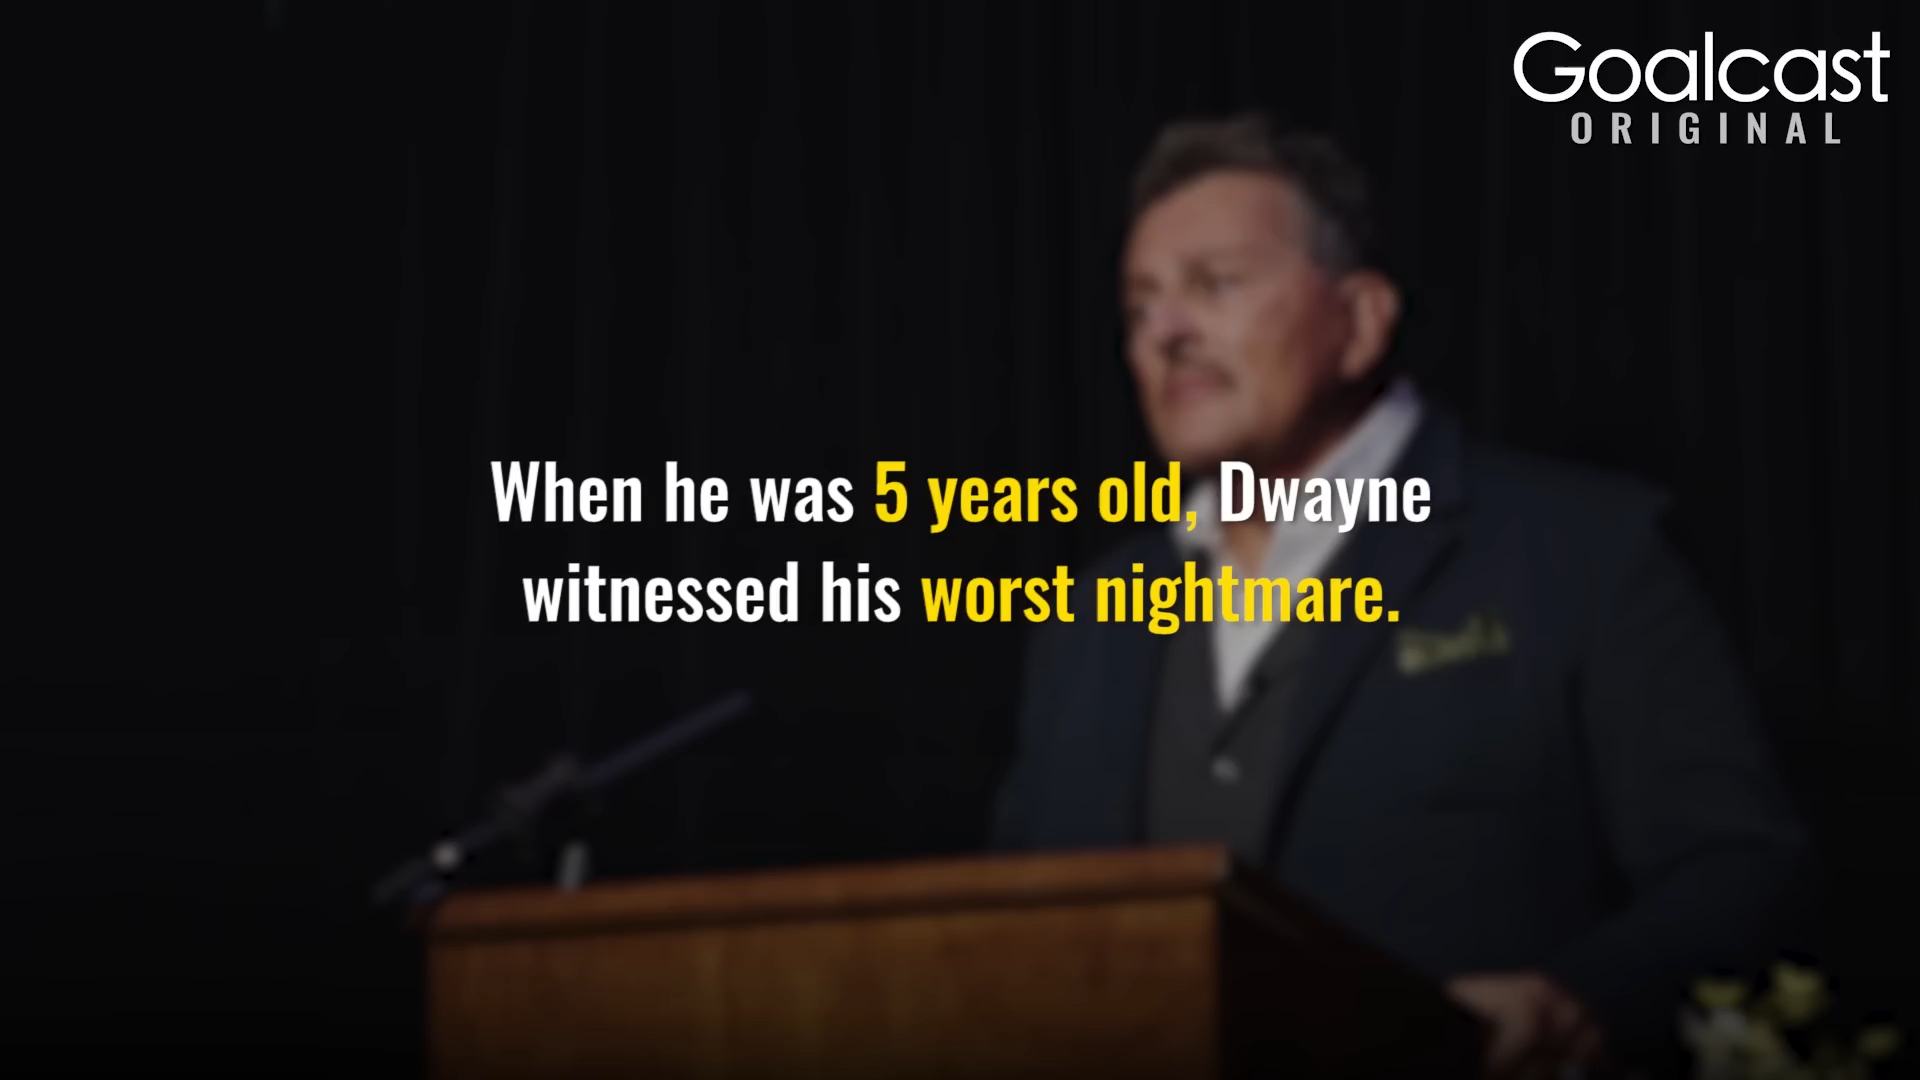 Goalcast
ORIGINAL
When he was 5 years old, Dwayne
witnessed his worst nightmare.